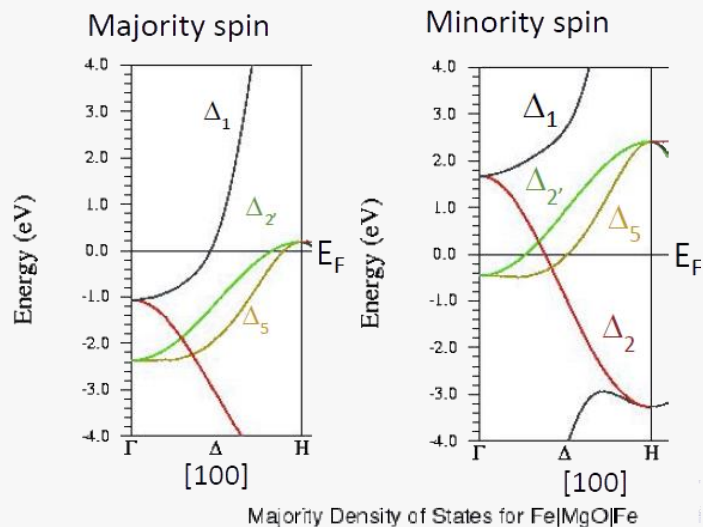 Majority spin
Minority spin
4.0
3.0
2.0
1.0
0.0
-1.0
-2.0
-3.0
-4.0
Energy (eV)
Δ1
Δ2'
Δ5
EF
Γ
Δ
H
[100]
4.0
3.0
2.0
1.0
0.0
-1.0
-2.0
-3.0
-4.0
Energy (eV)
Δ1
Δ2'
Δ5
Δ2
EF
Γ
Δ
H
[100]
Majority Density of States for Fe|MgO|Fe